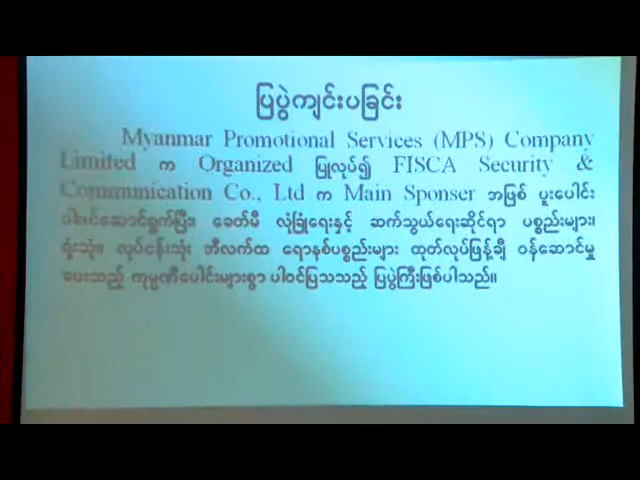 ပြပွဲကျင်းပခြင်း
Myanmar Promotional Services (MPS) Company
Limited က Organized ပြုလုပ်၍ FISCA Security &
Communication Co., Ltd က Main Sponser အဖြစ် ပူးပေါင်း
ပါဝင်ဆောင်ရွက်ပြီး၊ ခေတ်မီ လုံခြုံရေးနှင့် ဆက်သွယ်ရေးဆိုင်ရာ ပစ္စည်းများ၊
ရုံးသုံး၊ လုပ်ငန်းသုံး အီလက်ထ ရောနစ်ပစ္စည်းများ ထုတ်လုပ်ဖြန့်ချိ ဝန်ဆောင်မှု
ပေးသည့် ကုမ္ပဏီပေါင်းများစွာ ပါဝင်ပြသသည့် ပြပွဲကြီးဖြစ်ပါသည်။